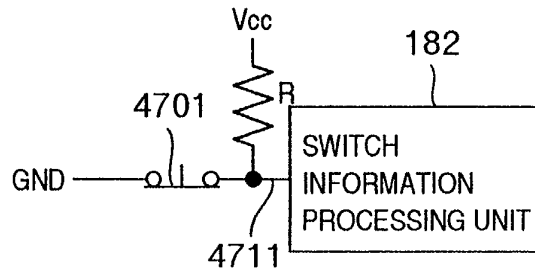 Vcc
182
4701
R
GND
SWITCH
INFORMATION
PROCESSING UNIT
4711